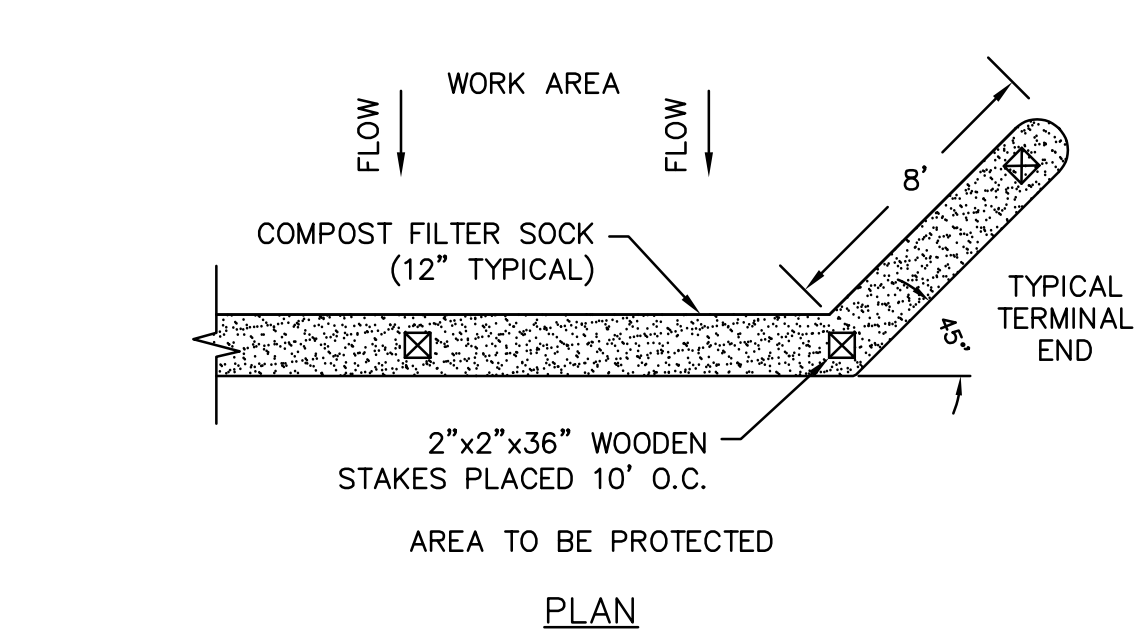 WORK AREA
FLOW
FLOW
8’
COMPOST FILTER SOCK
(12” TYPICAL)
TYPICAL
TERMINAL
END
45°
2”x2”x36” WOODEN
STAKES PLACED 10’ O.C.
AREA TO BE PROTECTED
PLAN